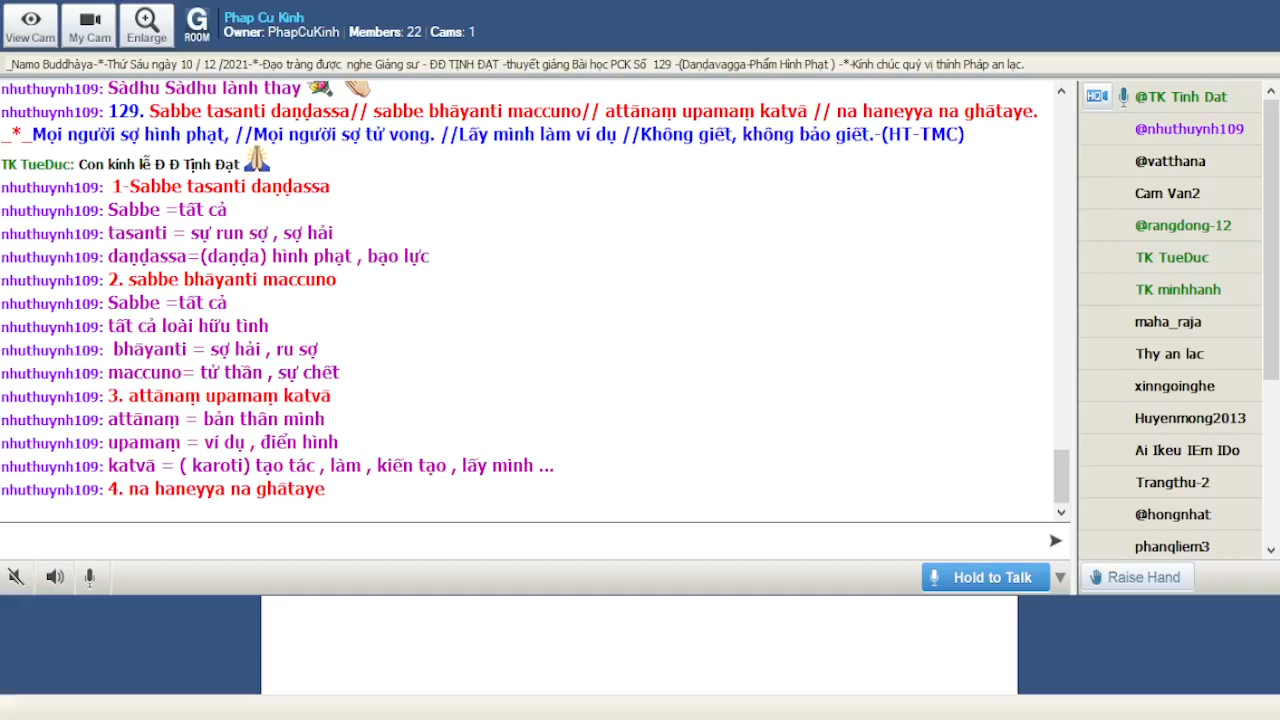 View Cam
My Cam
Enlarge
G
ROOM
Phap Cu Kinh
Owner: PhapCuKinh | Members: 22 | Cams: 1
_Namo Buddhàya-*-Thứ Sáu ngày 10 / 12 /2021-*-Đạo tràng được nghe Giảng sư - ĐĐ TỊNH ĐẠT -thuyết giảng Bài học PCK Số 129 -(Daṇḍavagga-Phẩm Hình Phạt ) -*-Kính chúc quý vị thính Pháp an lạc.
nhuthuynh109: Sàdhu Sàdhu lành thay
nhuthuynh109: 129. Sabbe tasanti daṇḍassa// sabbe bhāyanti maccuno// attānaṃ upamaṃ katvā // na haneyya na ghātaye.
_*_Mọi người sợ hình phạt, //Mọi người sợ tử vong. //Lấy mình làm ví dụ //Không giết, không bảo giết.-(HT-TMC)
TK TueDuc: Con kính lễ Đ Đ Tịnh Đạt
nhuthuynh109: 1-Sabbe tasanti daṇḍassa
nhuthuynh109: Sabbe =tất cả
nhuthuynh109: tasanti = sự run sợ , sợ hải
nhuthuynh109: daṇḍassa=(daṇḍa) hình phạt , bạo lực
nhuthuynh109: 2. sabbe bhāyanti maccuno
nhuthuynh109: Sabbe =tất cả
nhuthuynh109: tất cả loài hữu tình
nhuthuynh109: bhāyanti = sợ hải , ru sợ
nhuthuynh109: maccuno= tử thần , sự chết
nhuthuynh109: 3. attānaṃ upamaṃ katvā
nhuthuynh109: attānaṃ = bản thân mình
nhuthuynh109: upamaṃ = ví dụ , điển hình
nhuthuynh109: katvā = ( karoti) tạo tác , làm , kiến tạo , lấy mình ...
nhuthuynh109: 4. na haneyya na ghātaye
HQ
@TK Tinh Dat
@nhuthuynh109
@vatthana
Cam Van2
@rangdong-12
TK TueDuc
TK minhhanh
maha_raja
Thy an lac
xinngoinghe
Huyenmong2013
Ai Ikeu IEm IDo
Trangthu-2
@hongnhat
phanqliem3
Hold to Talk
Raise Hand